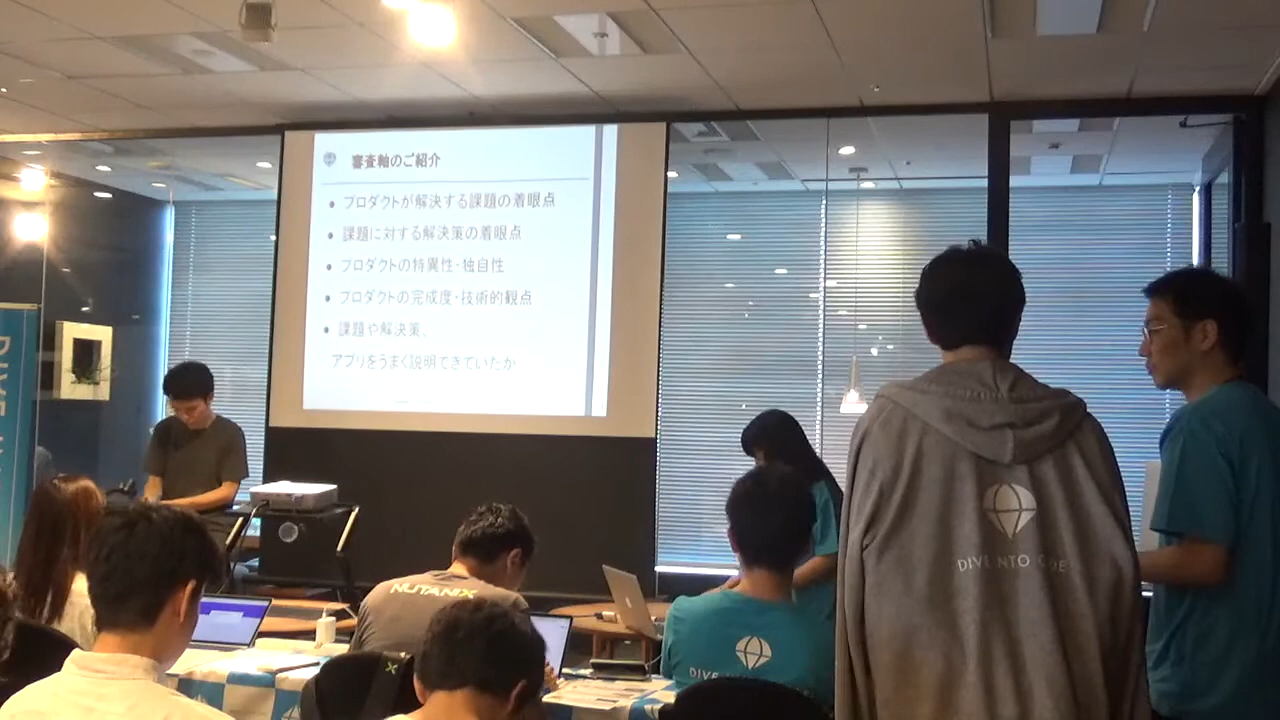 審査軸のご紹介
● プロダクトが解決する課題の着眼点
● 課題に対する解決策の着眼点
● プロダクトの特異性・独自性
● プロダクトの完成度・技術的観点
● 課題や解決策、
アプリをうまく説明できていたか
DIVE
NUTANIX
DIVE INTO
DIVE INTO CODE